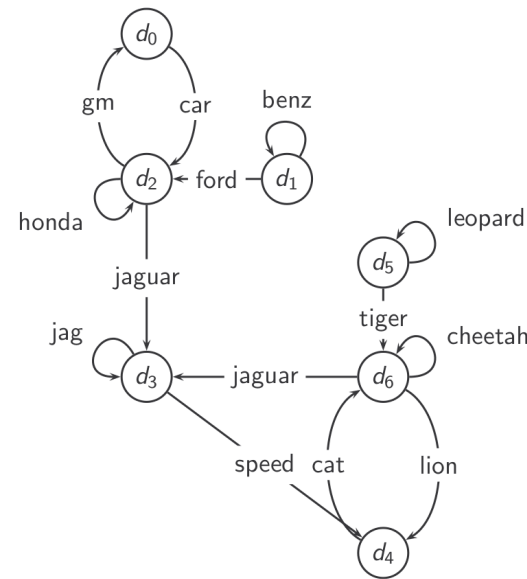 d0
gm
car
benz
d2
ford
d1
honda
leopard
d5
jaguar
tiger
jag
cheetah
d3
jaguar
d6
speed
cat
lion
d4